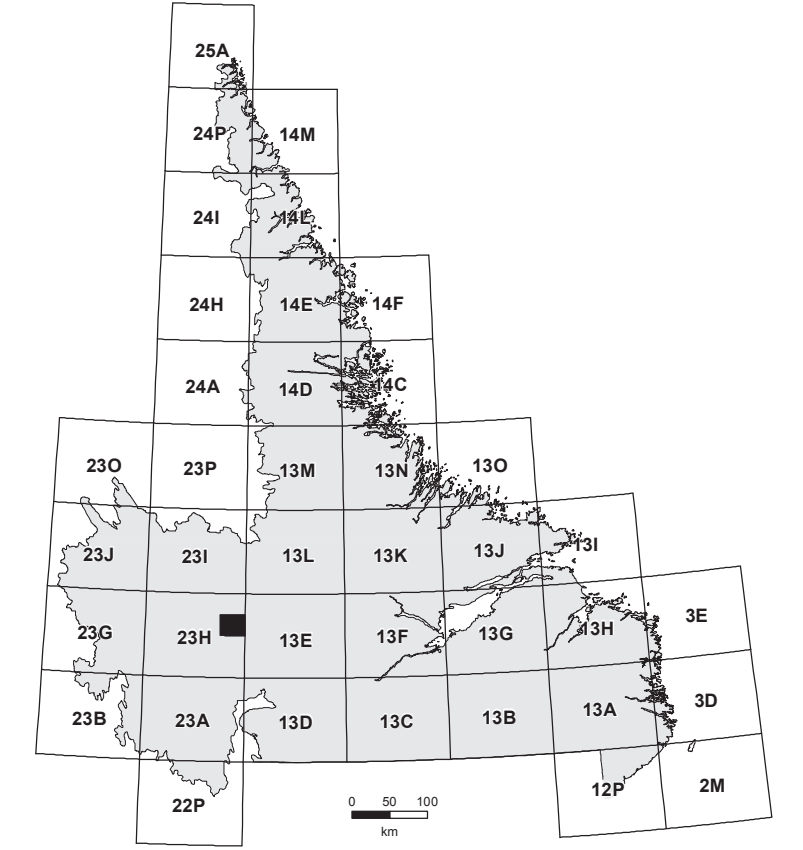 25A
24P 14M
24I 14L
24H 14E 14F
24A 14D 14C
23O 23P 13M 13N 13O
23J 23I 13L 13K 13J 13I
23G 23H 13E 13F 13G 13H 3E
23B 23A 13D 13C 13B 13A 3D
22P 12P 2M
0 50 100
km